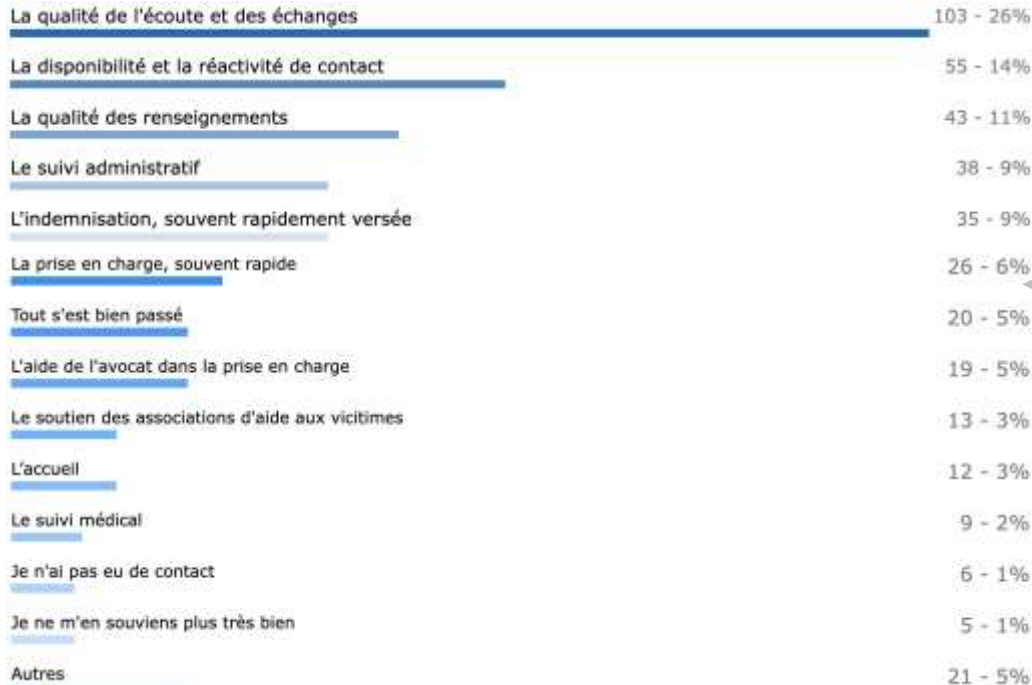 La qualité de l'écoute et des échanges 103 - 26%
La disponibilité et la réactivité de contact 55 - 14%
La qualité des renseignements 43 - 11%
Le suivi administratif 38 - 9%
L'indemnisation, souvent rapidement versée 35 - 9%
La prise en charge, souvent rapide 26 - 6%
Tout s'est bien passé 20 - 5%
L'aide de l'avocat dans la prise en charge 19 - 5%
Le soutien des associations d'aide aux vicitimes 13 - 3%
L'accueil 12 - 3%
Le suivi médical 9 - 2%
Je n'ai pas eu de contact 6 - 1%
Je ne m'en souviens plus très bien 5 - 1%
Autres 21 - 5%